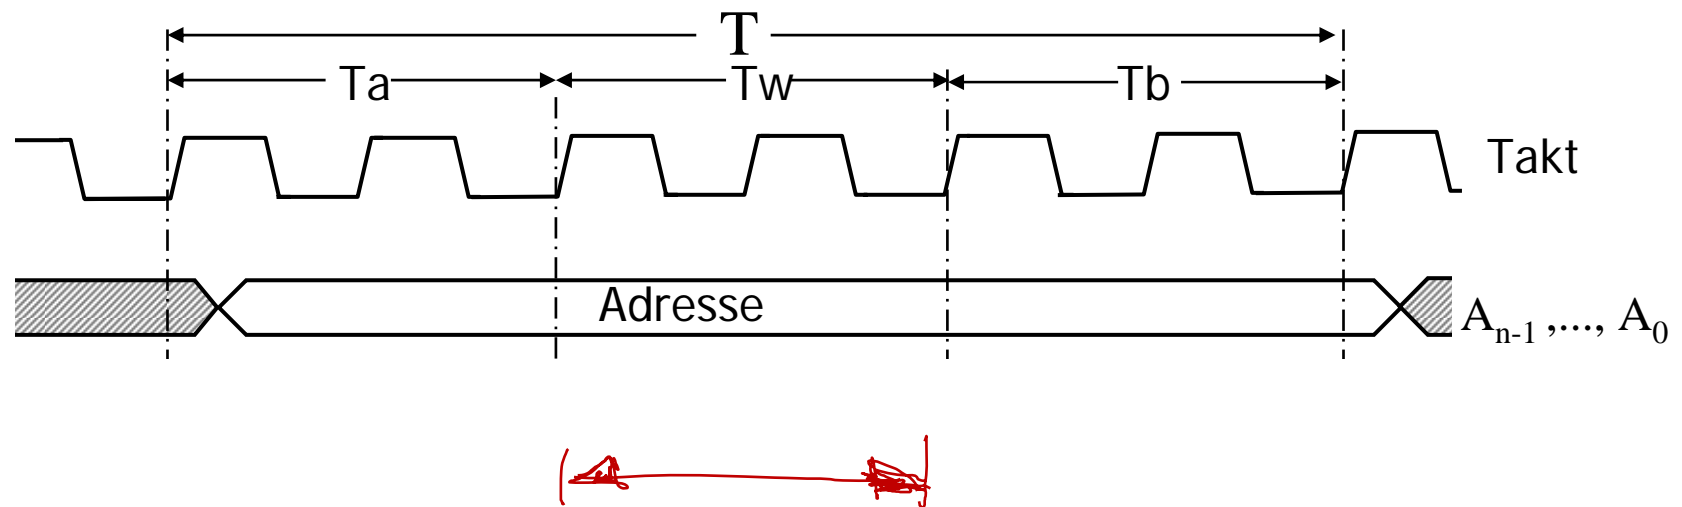 T
Ta Tw Tb
Takt
Adresse
Aₙ₋₁ ,..., A₀